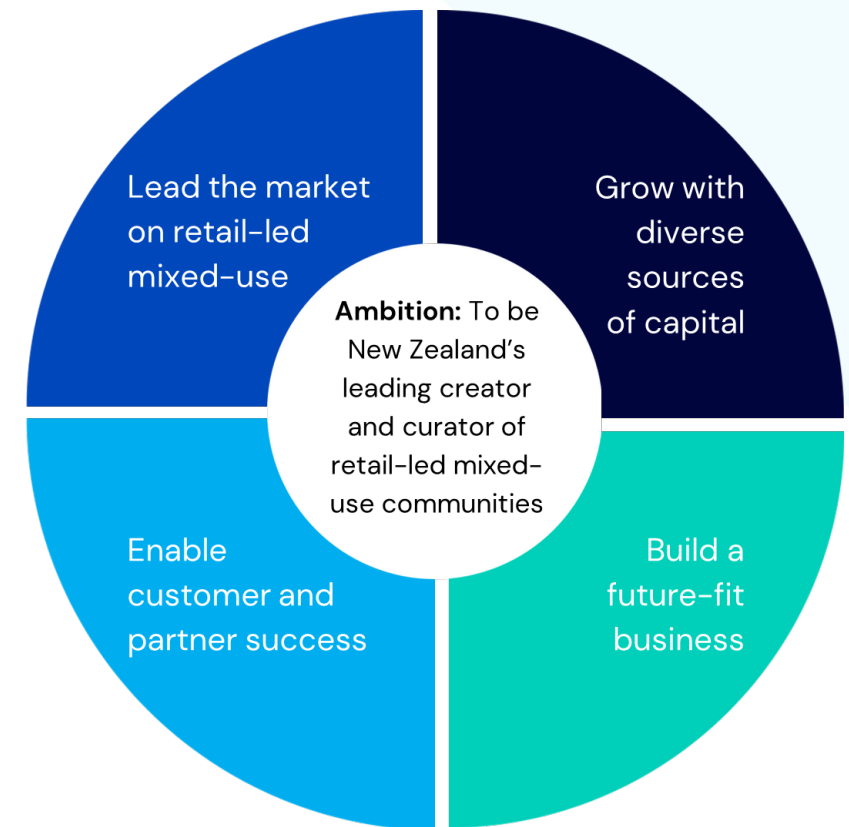 Lead the market
on retail-led
mixed-use
Grow with
diverse
sources
of capital
Ambition: To be
New Zealand's
leading creator
and curator of
retail-led mixed-
use communities
Enable
customer and
partner success
Build a
future-fit
business